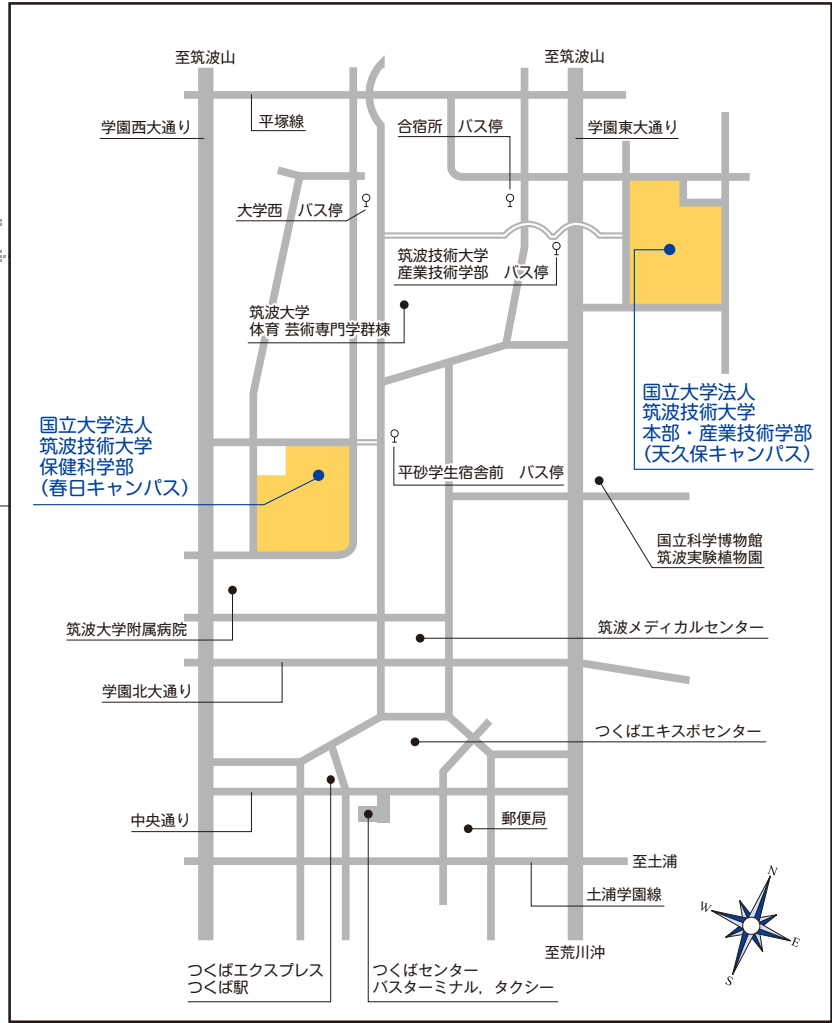 至筑波山
至筑波山
学園西大通り
平塚線
合宿所　バス停
学園東大通り
大学西　バス停
筑波技術大学
産業技術学部　バス停
筑波大学
体育 芸術専門学群棟
国立大学法人
筑波技術大学
本部・産業技術学部
(天久保キャンパス)
国立大学法人
筑波技術大学
保健科学部
(春日キャンパス)
平砂学生宿舎前　バス停
国立科学博物館
筑波実験植物園
筑波大学附属病院
筑波メディカルセンター
学園北大通り
つくばエキスポセンター
中央通り
郵便局
至土浦
土浦学園線
至荒川沖
つくばエクスプレス
つくば駅
つくばセンター
バスターミナル，タクシー
N
W
E
S